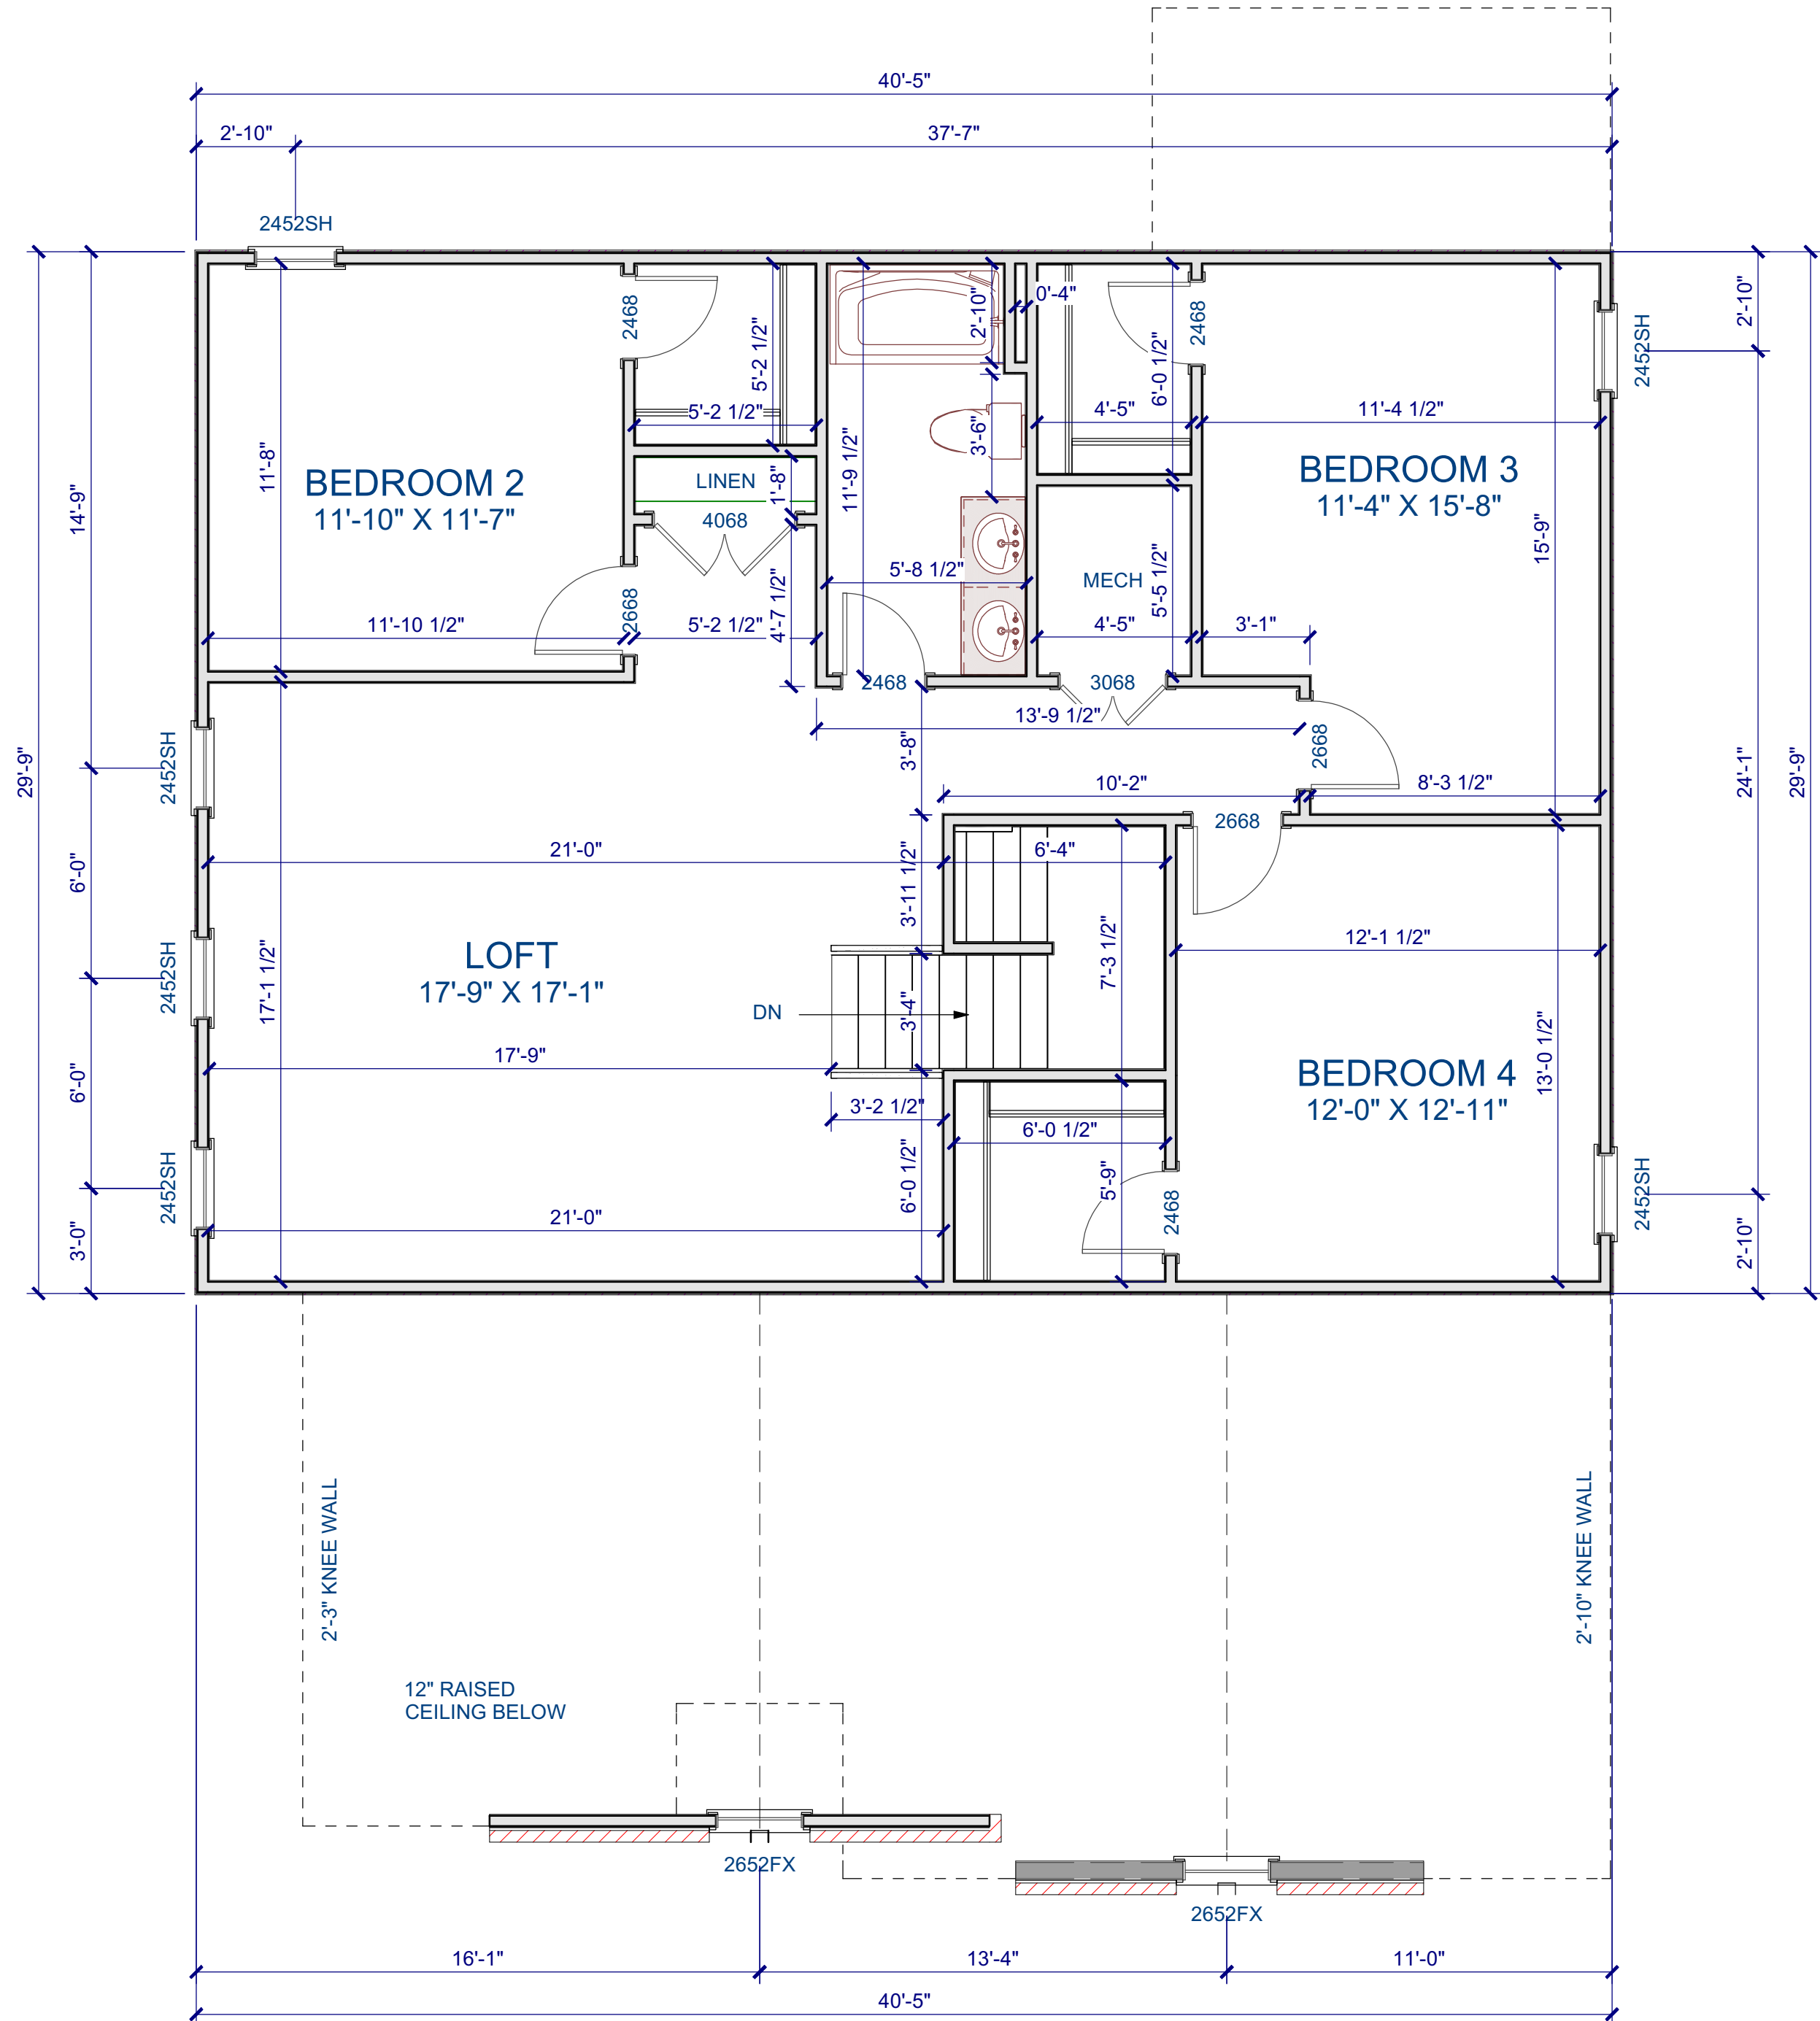 40'-5"
2'-10"
37'-7"
2452SH
2468
5'-2 1/2"
5'-2 1/2"
2'-10"
0'-4"
6'-0 1/2"
2468
2'-10"
2452SH
4'-5"
11'-4 1/2"
11'-8"
BEDROOM 2
11'-10" X 11'-7"
LINEN
1'-8"
4068
11'-9 1/2"
3'-6"
BEDROOM 3
11'-4" X 15'-8"
14'-9"
15'-9"
5'-8 1/2"
MECH
5'-5 1/2"
4'-7 1/2"
2668
11'-10 1/2"
5'-2 1/2"
4'-5"
3'-1"
2468
3068
13'-9 1/2"
3'-8"
2668
29'-9"
2452SH
10'-2"
8'-3 1/2"
24'-1"
29'-9"
2668
6'-0"
21'-0"
3'-11 1/2"
6'-4"
12'-1 1/2"
7'-3 1/2"
LOFT
17'-9" X 17'-1"
2452SH
17'-1 1/2"
DN
3'-4"
17'-9"
BEDROOM 4
12'-0" X 12'-11"
13'-0 1/2"
6'-0"
3'-2 1/2"
6'-0 1/2"
6'-0 1/2"
5'-9"
2468
2452SH
2452SH
21'-0"
3'-0"
2'-10"
2'-3" KNEE WALL
2'-10" KNEE WALL
12" RAISED
CEILING BELOW
2652FX
2652FX
16'-1"
13'-4"
11'-0"
40'-5"